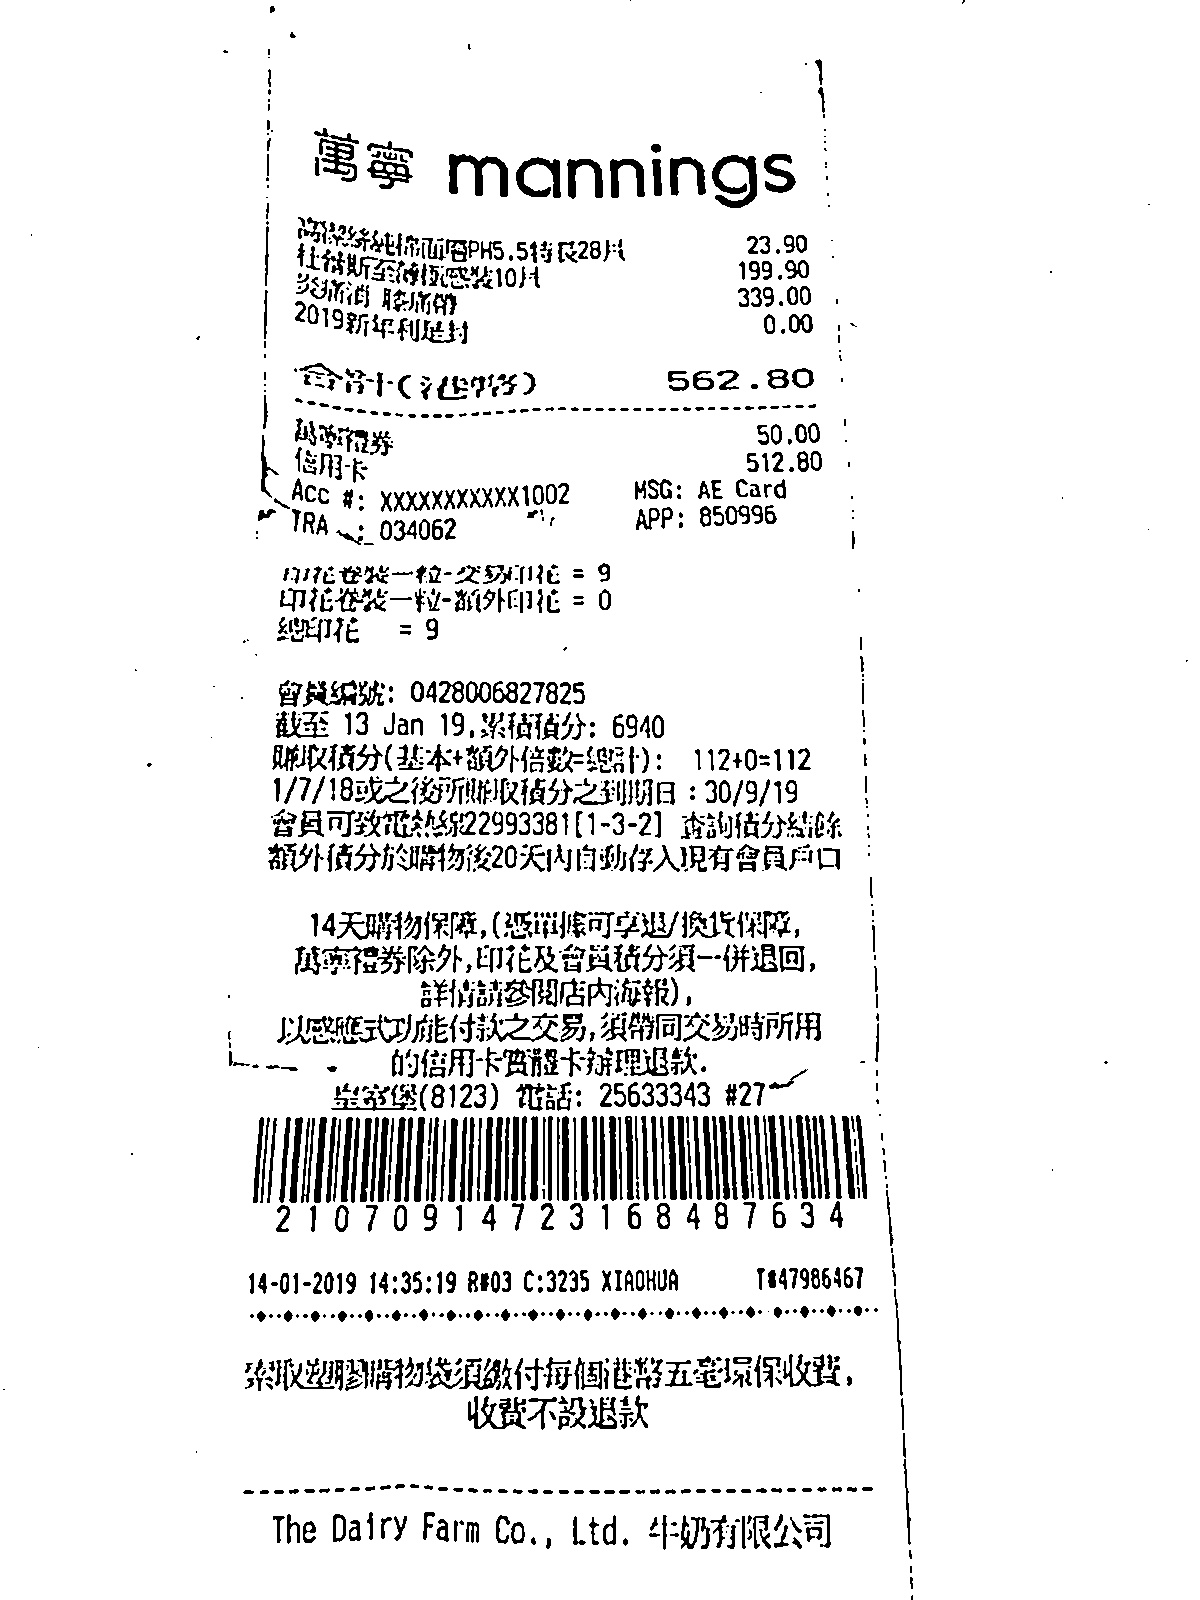 萬寧 mannings
高潔絲純棉面層PH5.5特長28片 23.90
杜蕾斯至薄極感裝10片 199.90
炎痛消 膝痛帶 339.00
2019新年利是封 0.00
合計(港幣) 562.80
萬寧禮券 50.00
信用卡 512.80
Acc #: XXXXXXXXXXX1002 MSG: AE Card
TRA : 034062 APP: 850996
印花卷裝一粒-交易印花 = 9
印花卷裝一粒-額外印花 = 0
總印花 = 9
會員編號: 0428006827825
截至 13 Jan 19,累積積分: 6940
賺取積分(基本+額外倍數=總計): 112+0=112
1/7/18或之後所賺取積分之到期日:30/9/19
會員可致電熱線22993381[1-3-2] 查詢積分結餘
額外積分於購物後20天內自動存入現有會員戶口
14天購物保障,(憑單據可享退/換貨保障,
萬寧禮券除外,印花及會員積分須一併退回,
詳情請參閱店內海報),
以感應式功能付款之交易,須帶同交易時所用
的信用卡實體卡辦理退款.
皇室堡(8123) 電話: 25633343 #27
21070914723168487634
14-01-2019 14:35:19 R#03 C:3235 XIAOHUA T#47986467
索取塑膠購物袋須繳付每個港幣五毫環保收費,
收費不設退款
The Dairy Farm Co., Ltd. 牛奶有限公司